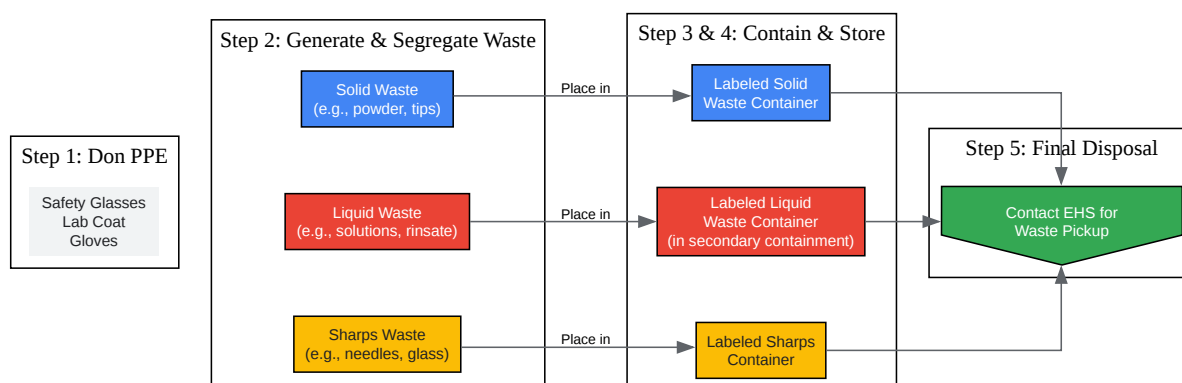 Step 1: Don PPE
Safety Glasses
Lab Coat
Gloves
Step 2: Generate & Segregate Waste
Solid Waste
(e.g., powder, tips)
Liquid Waste
(e.g., solutions, rinsate)
Sharps Waste
(e.g., needles, glass)
Place in
Place in
Place in
Step 3 & 4: Contain & Store
Labeled Solid
Waste Container
Labeled Liquid
Waste Container
(in secondary containment)
Labeled Sharps
Container
Step 5: Final Disposal
Contact EHS for
Waste Pickup